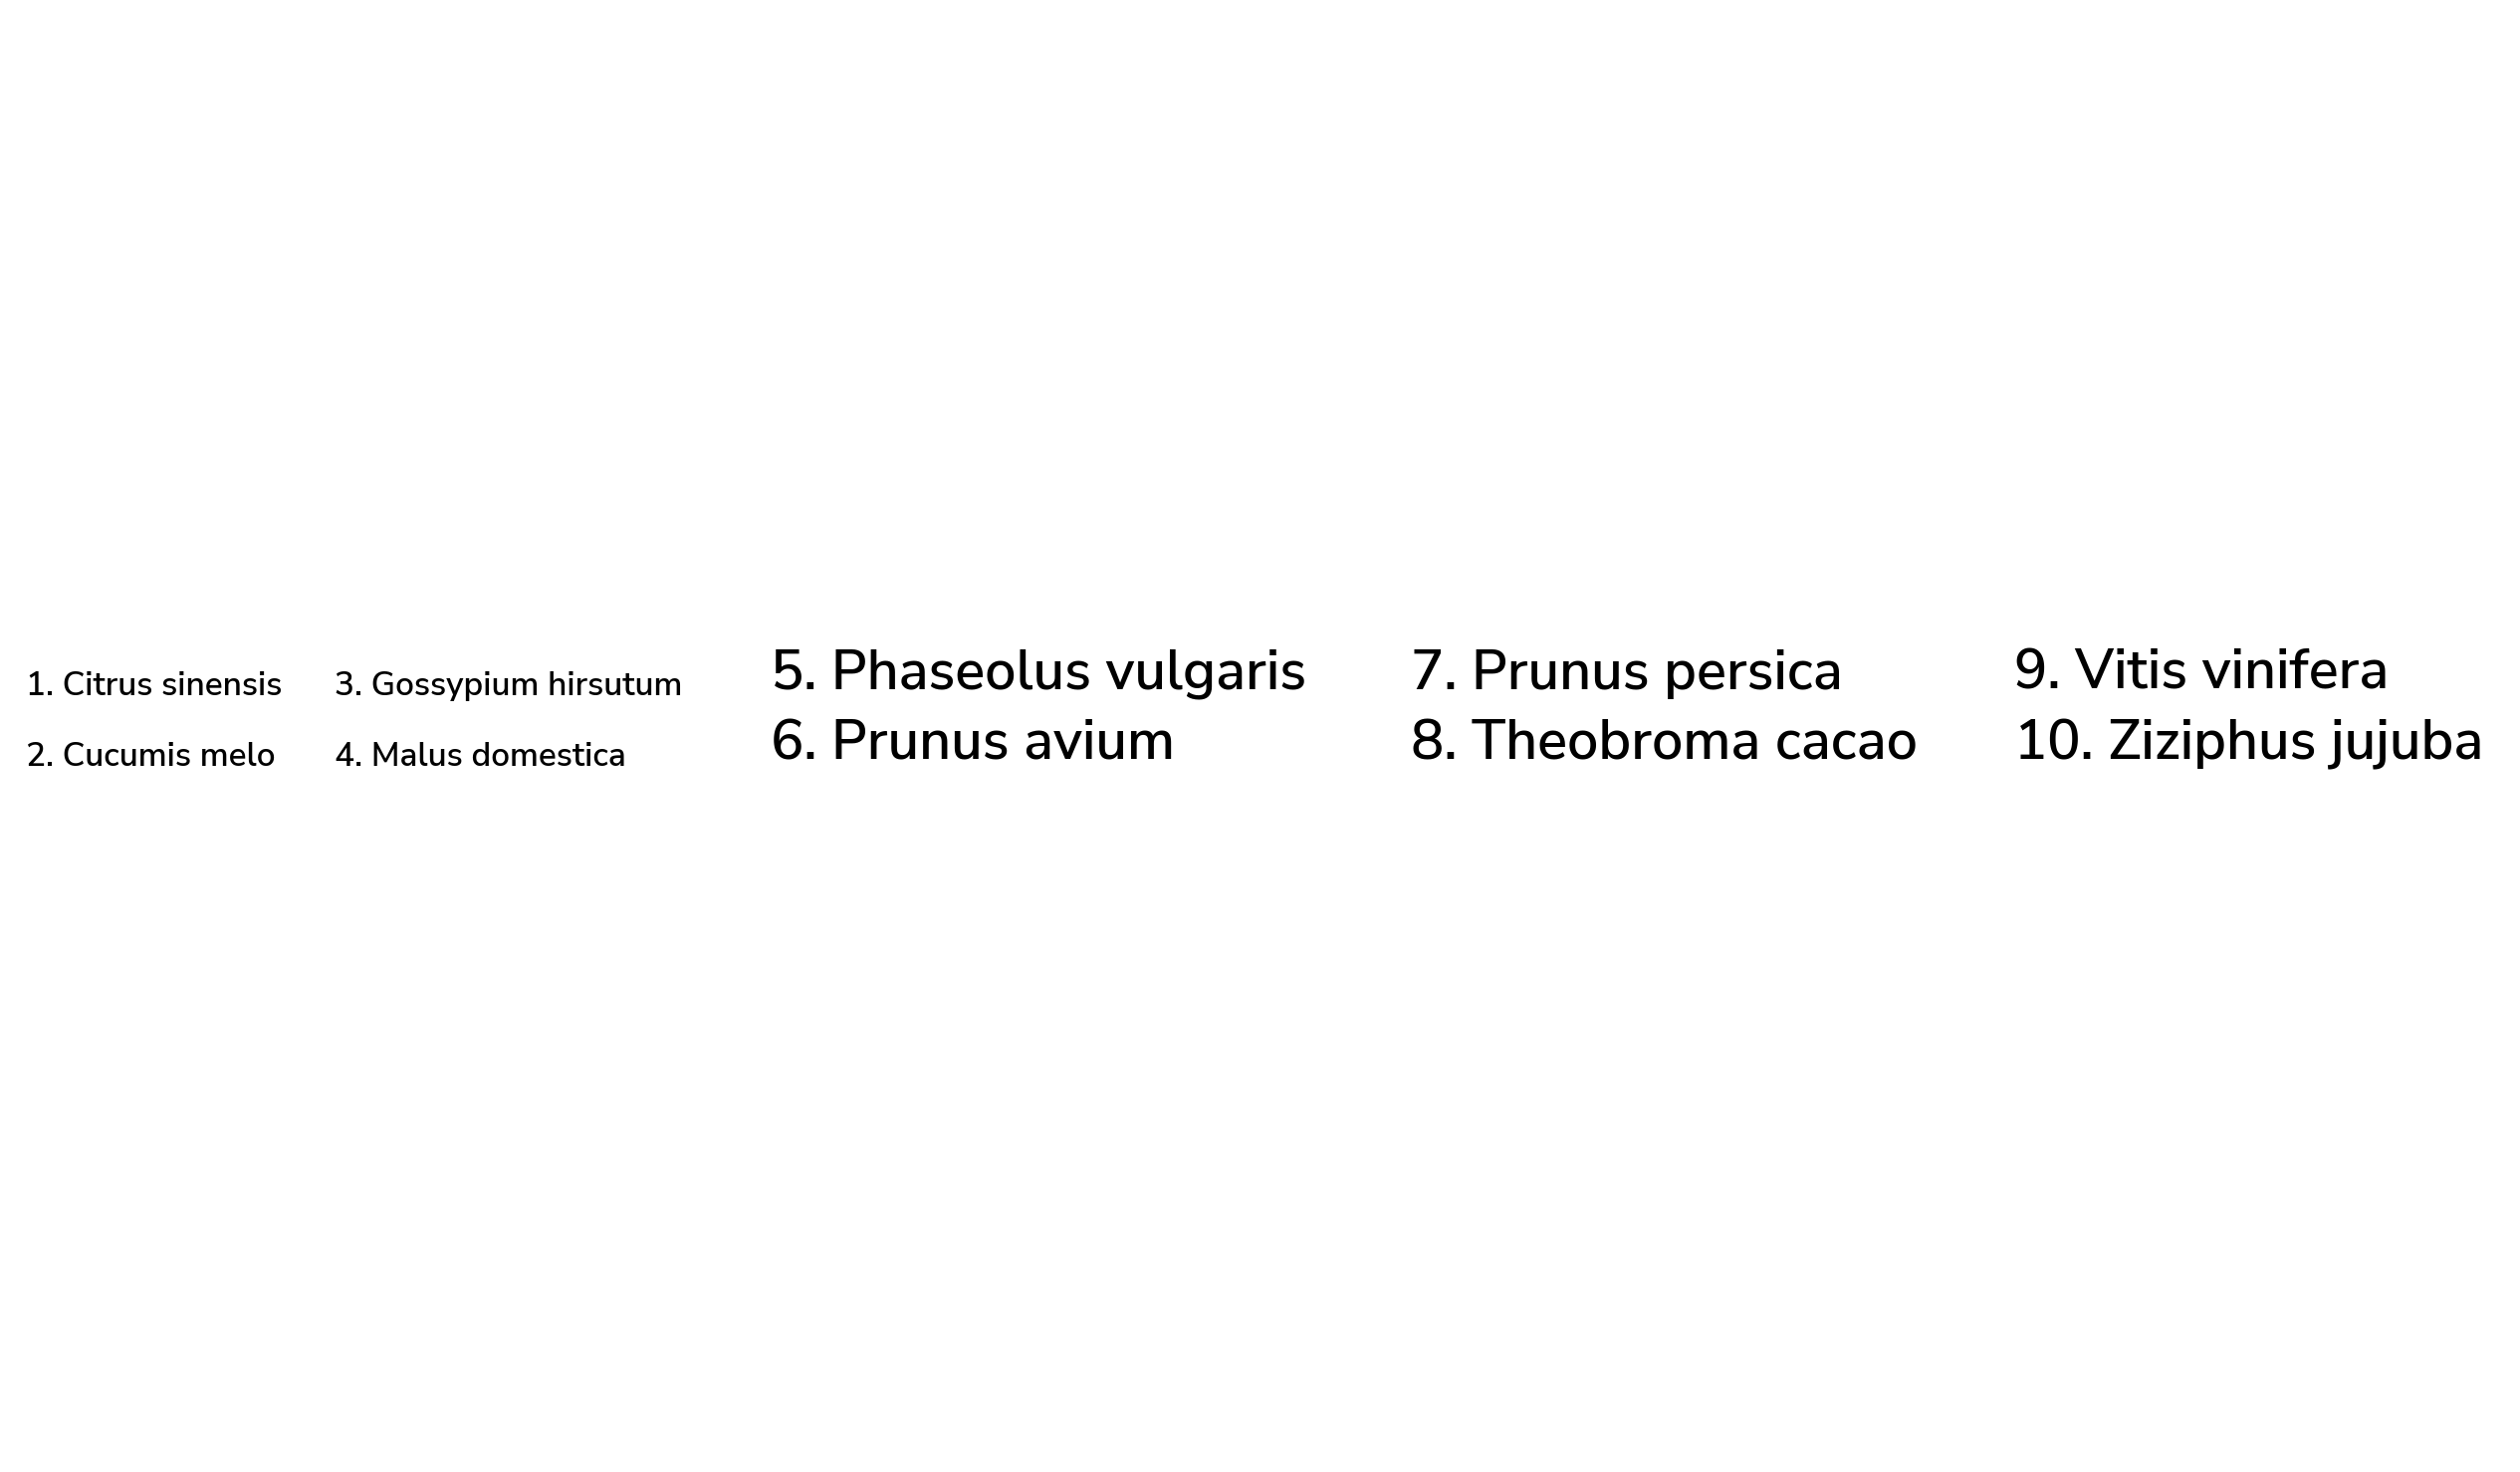 1. Citrus sinensis
2. Cucumis melo
3. Gossypium hirsutum
4. Malus domestica
5. Phaseolus vulgaris
6. Prunus avium
7. Prunus persica
8. Theobroma cacao
9. Vitis vinifera
10. Ziziphus jujuba